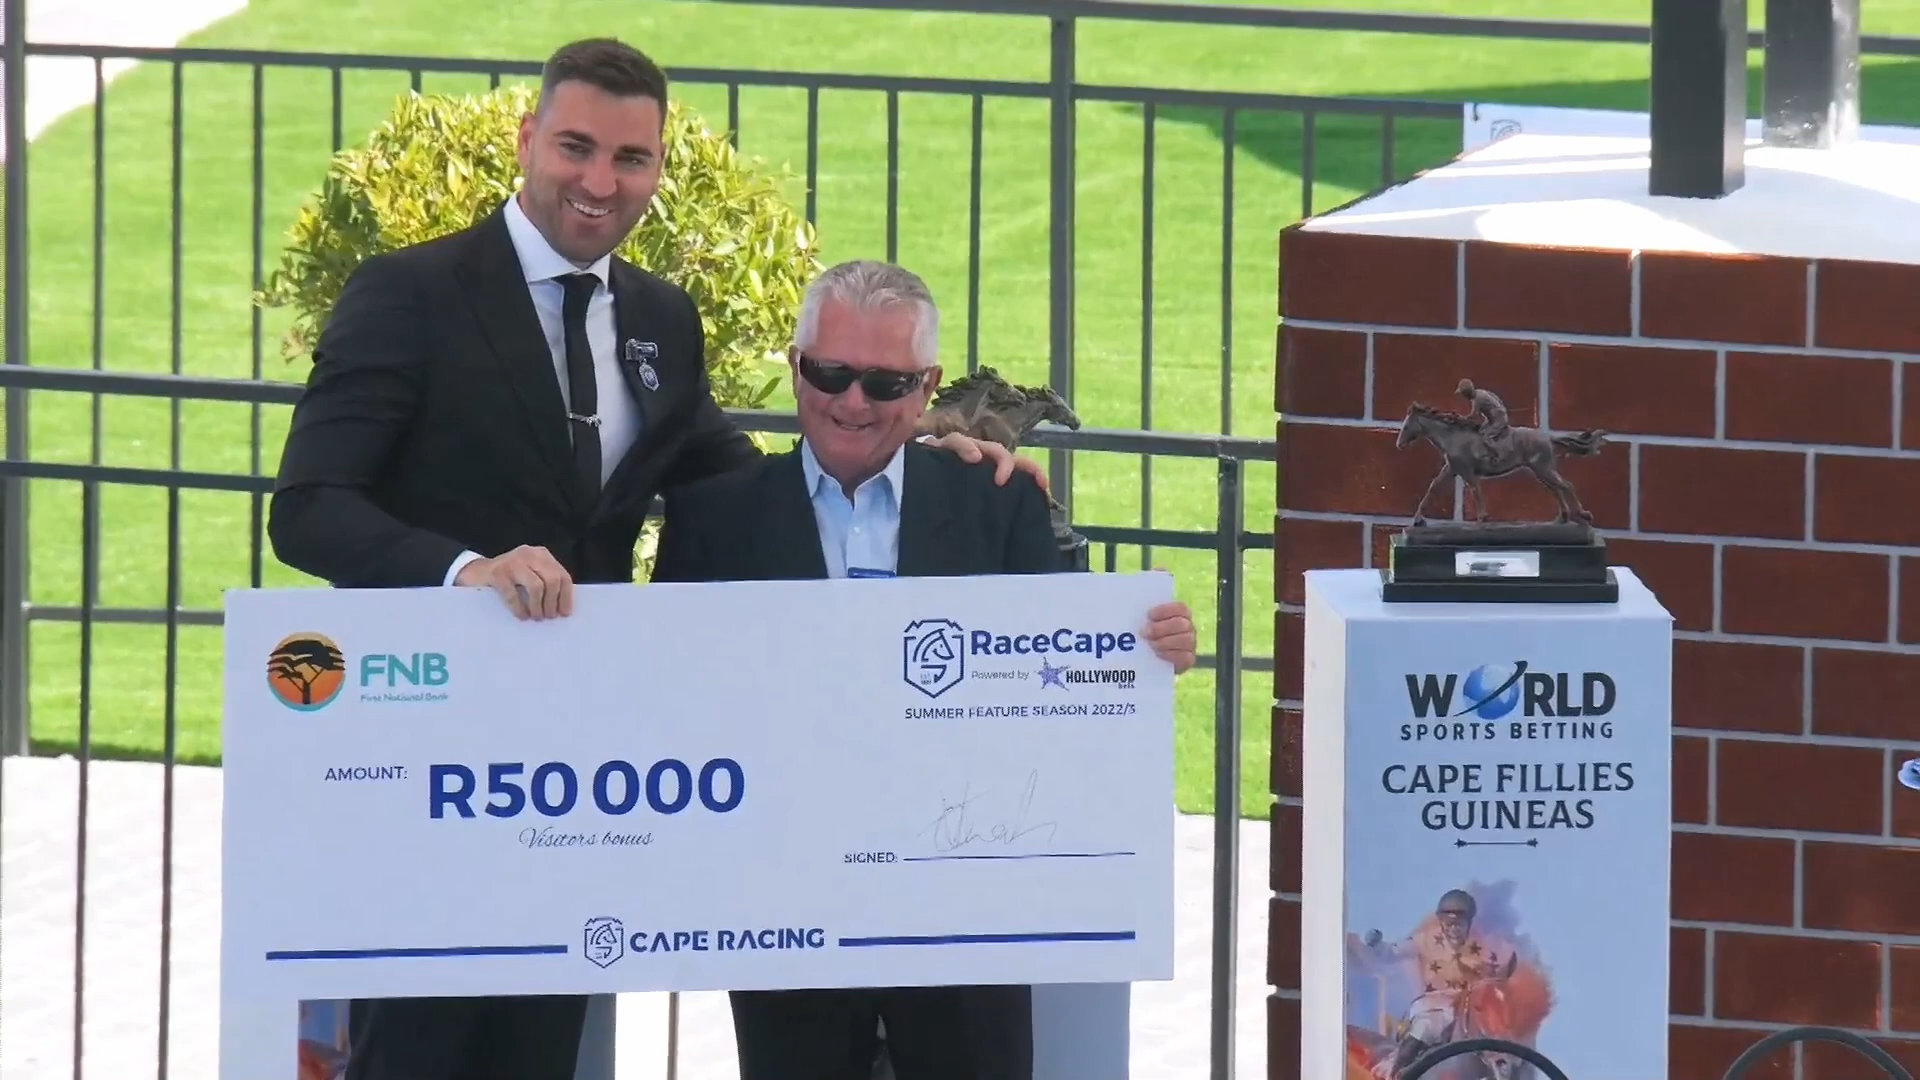 FNB
First National Bank
RaceCape
Powered by HOLLYWOOD bets
SUMMER FEATURE SEASON 2022/3
AMOUNT: R50 000
Visitors bonus
SIGNED:
CAPE RACING
WORLD
SPORTS BETTING
CAPE FILLIES
GUINEAS